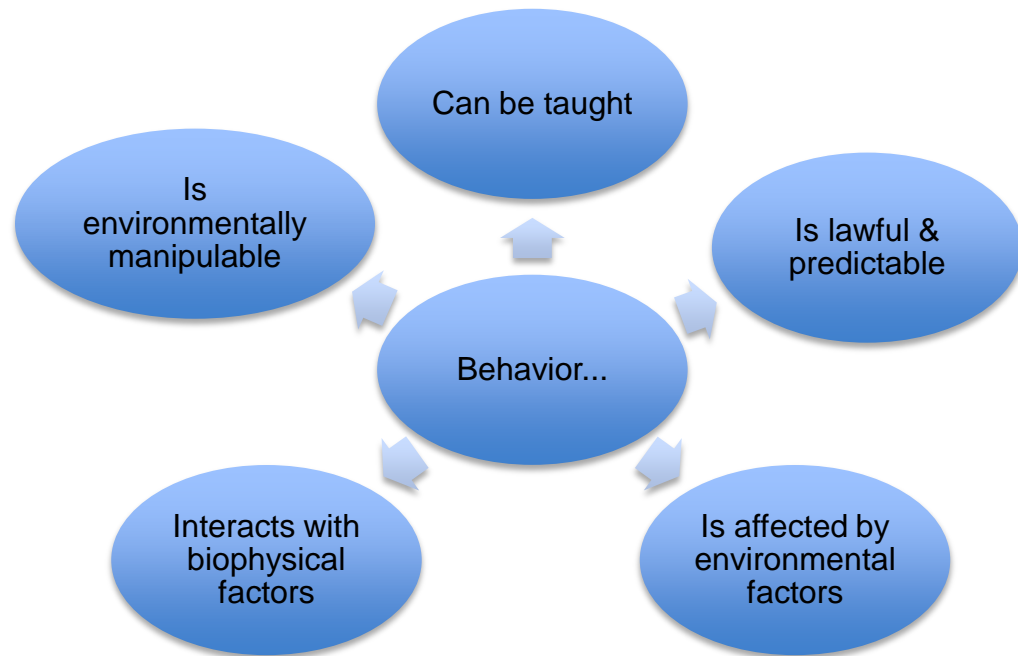 Can be taught
Is
environmentally
manipulable
Is lawful &
predictable
Behavior...
Interacts with
biophysical
factors
Is affected by
environmental
factors